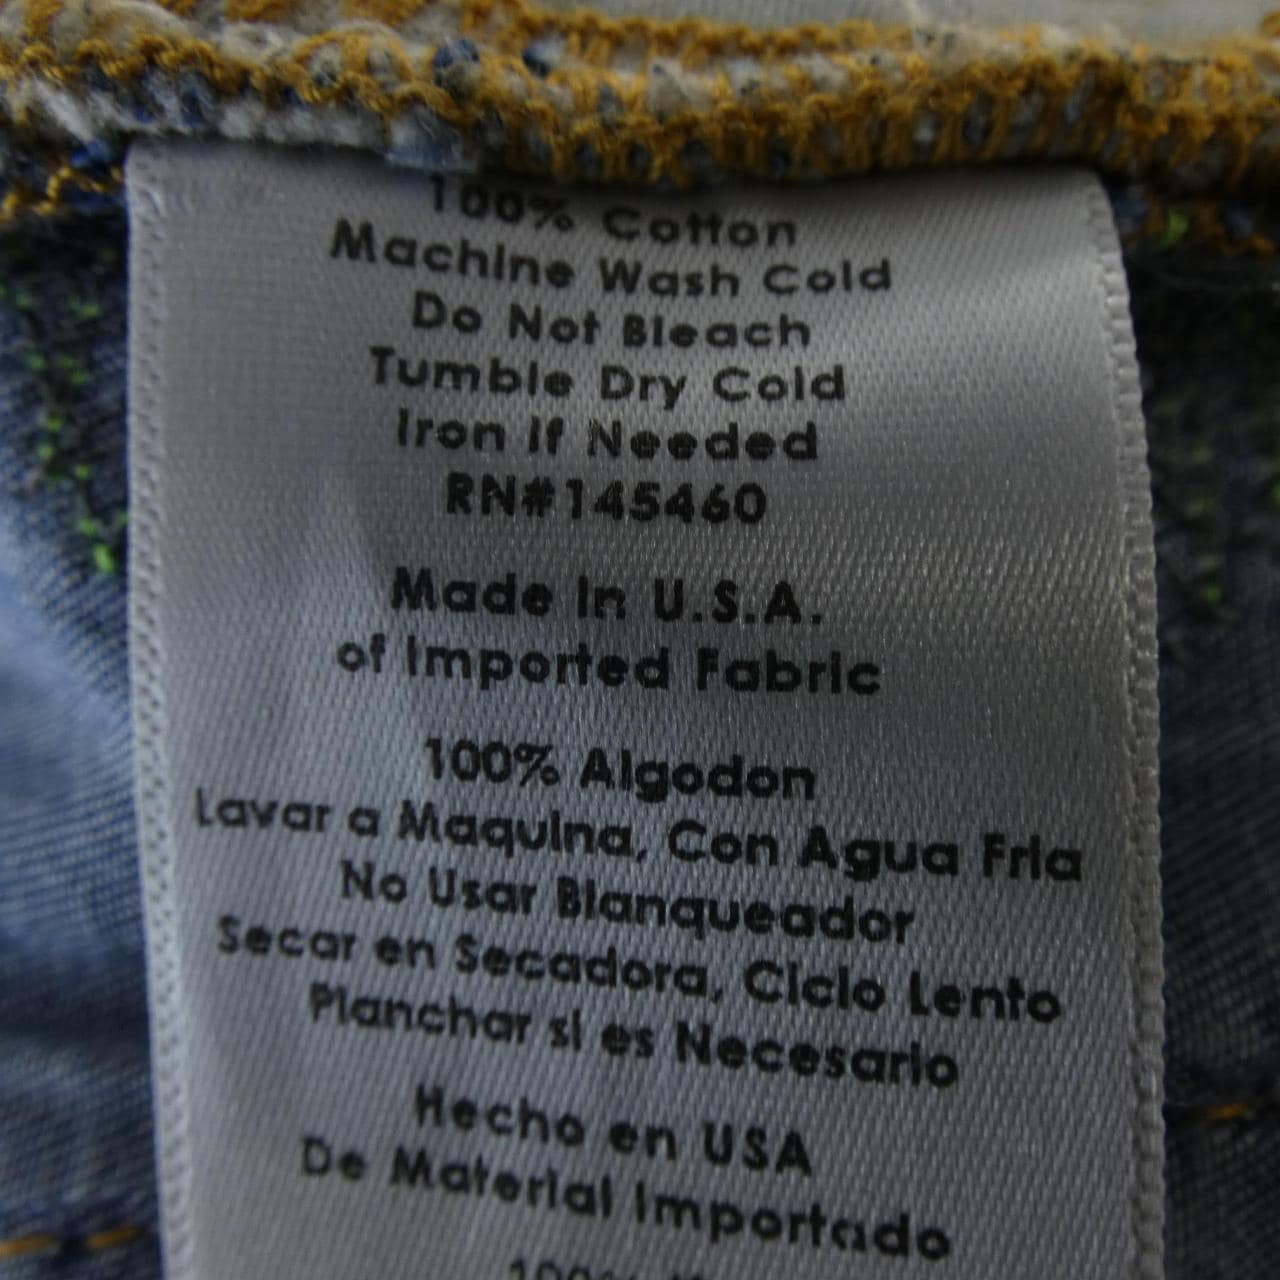 100% Cotton
Machine Wash Cold
Do Not Bleach
Tumble Dry Cold
Iron If Needed
RN#145460
Made In U.S.A.
of Imported Fabric
100% Algodon
Lavar a Maquina, Con Agua Fria
No Usar Blanqueador
Secar en Secadora, Ciclo Lento
Planchar si es Necesario
Hecho en USA
De Material Importado
100%